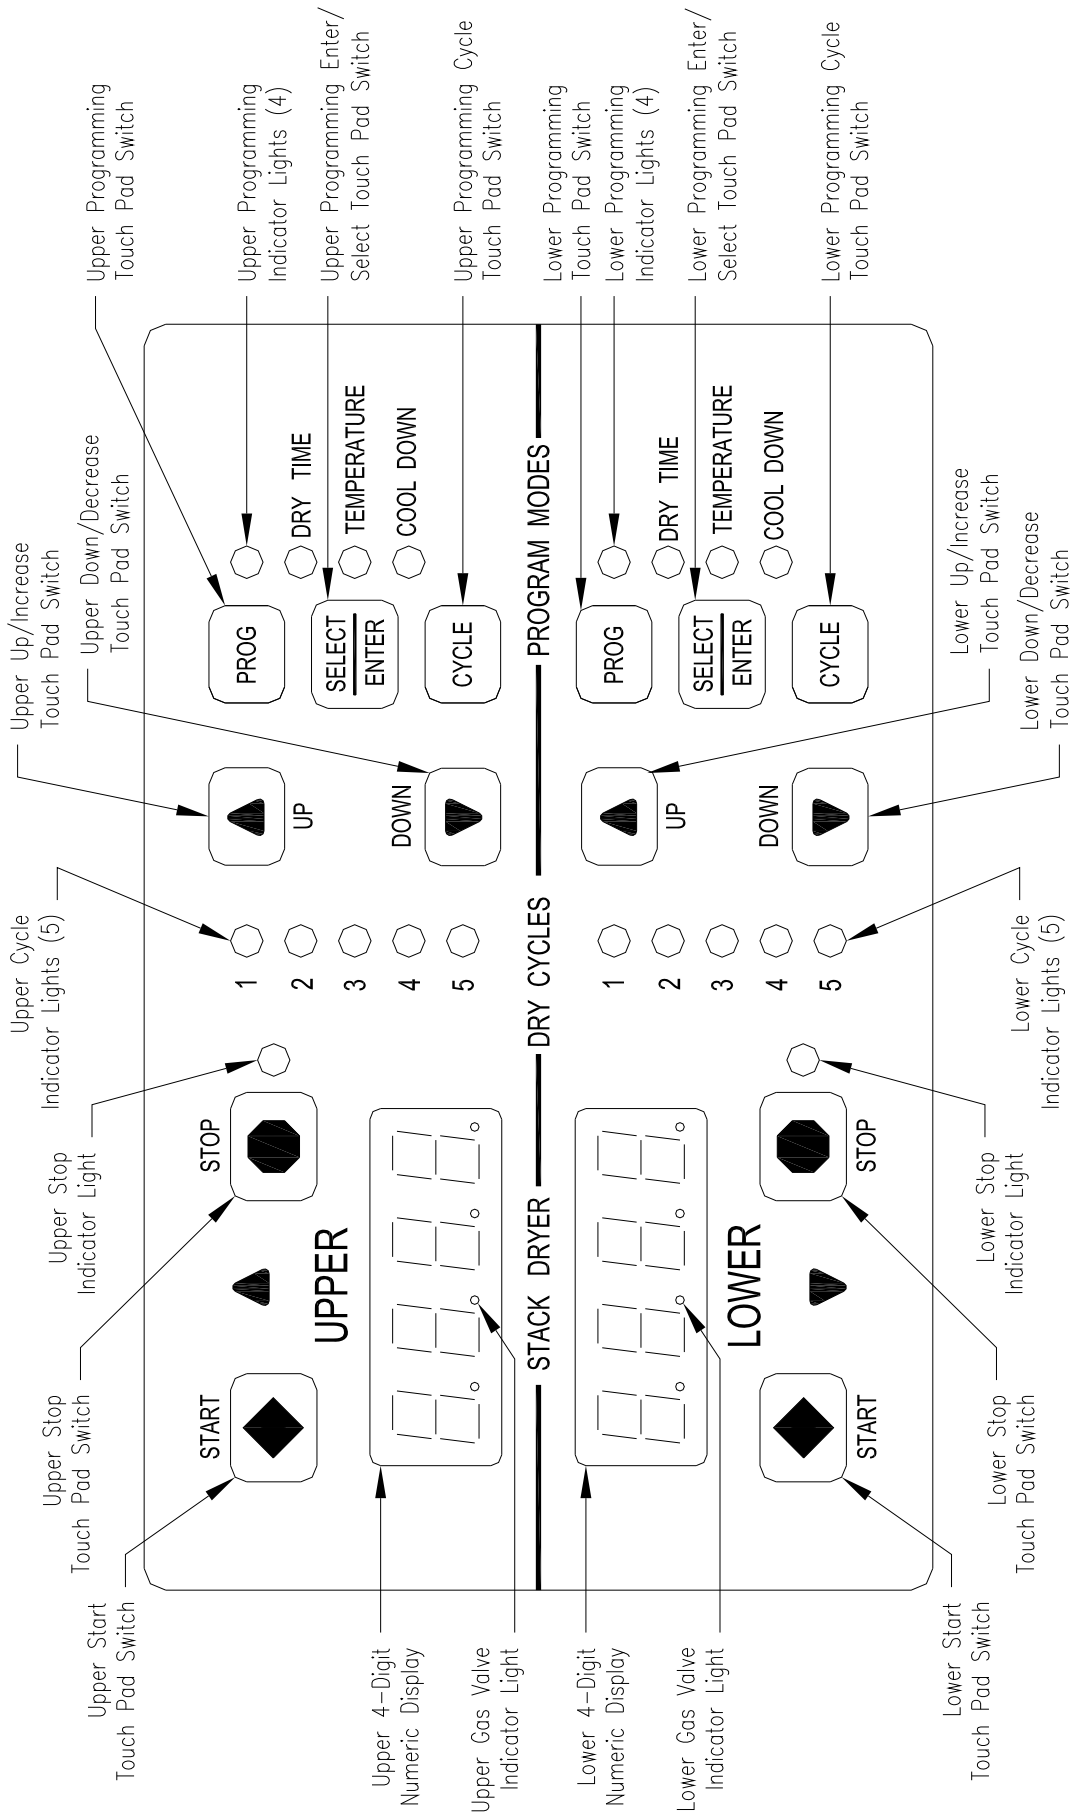 Upper Start
Touch Pad Switch
Upper Stop
Touch Pad Switch
Upper Stop
Indicator Light
Upper Cycle
Indicator Lights (5)
Upper Up/Increase
Touch Pad Switch
Upper Down/Decrease
Touch Pad Switch
Upper Programming
Touch Pad Switch
Upper Programming
Indicator Lights (4)
Upper Programming Enter/
Select Touch Pad Switch
Upper Programming Cycle
Touch Pad Switch
Lower Programming
Touch Pad Switch
Lower Programming
Indicator Lights (4)
Lower Programming Enter/
Select Touch Pad Switch
Lower Programming Cycle
Touch Pad Switch
Upper 4-Digit
Numeric Display
Upper Gas Valve
Indicator Light
Lower 4-Digit
Numeric Display
Lower Gas Valve
Indicator Light
START
STOP
UPPER
1
2
3
4
5
UP
DOWN
PROG
SELECT
ENTER
CYCLE
DRY TIME
TEMPERATURE
COOL DOWN
STACK DRYER
DRY CYCLES
PROGRAM MODES
LOWER
START
STOP
1
2
3
4
5
UP
DOWN
PROG
SELECT
ENTER
CYCLE
DRY TIME
TEMPERATURE
COOL DOWN
Lower Start
Touch Pad Switch
Lower Stop
Touch Pad Switch
Lower Stop
Indicator Light
Lower Cycle
Indicator Lights (5)
Lower Up/Increase
Touch Pad Switch
Lower Down/Decrease
Touch Pad Switch